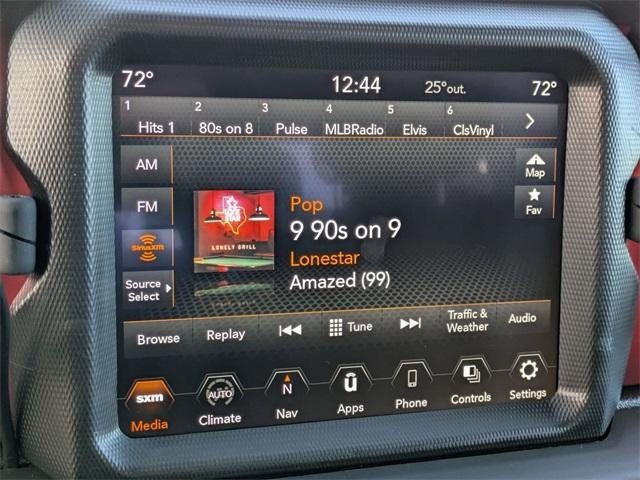 72°
12:44
25°out.
72°
1 Hits 1
2 80s on 8
3 Pulse
4 MLBRadio
5 Elvis
6 ClsVinyl
AM
FM
SiriusXM
Source
Select
LONE STAR
LONELY GRILL
Pop
9 90s on 9
Lonestar
Amazed (99)
Map
Fav
Browse
Replay
Tune
Traffic &
Weather
Audio
sxm
Media
AUTO
Climate
N
Nav
ū
Apps
Phone
Controls
Settings